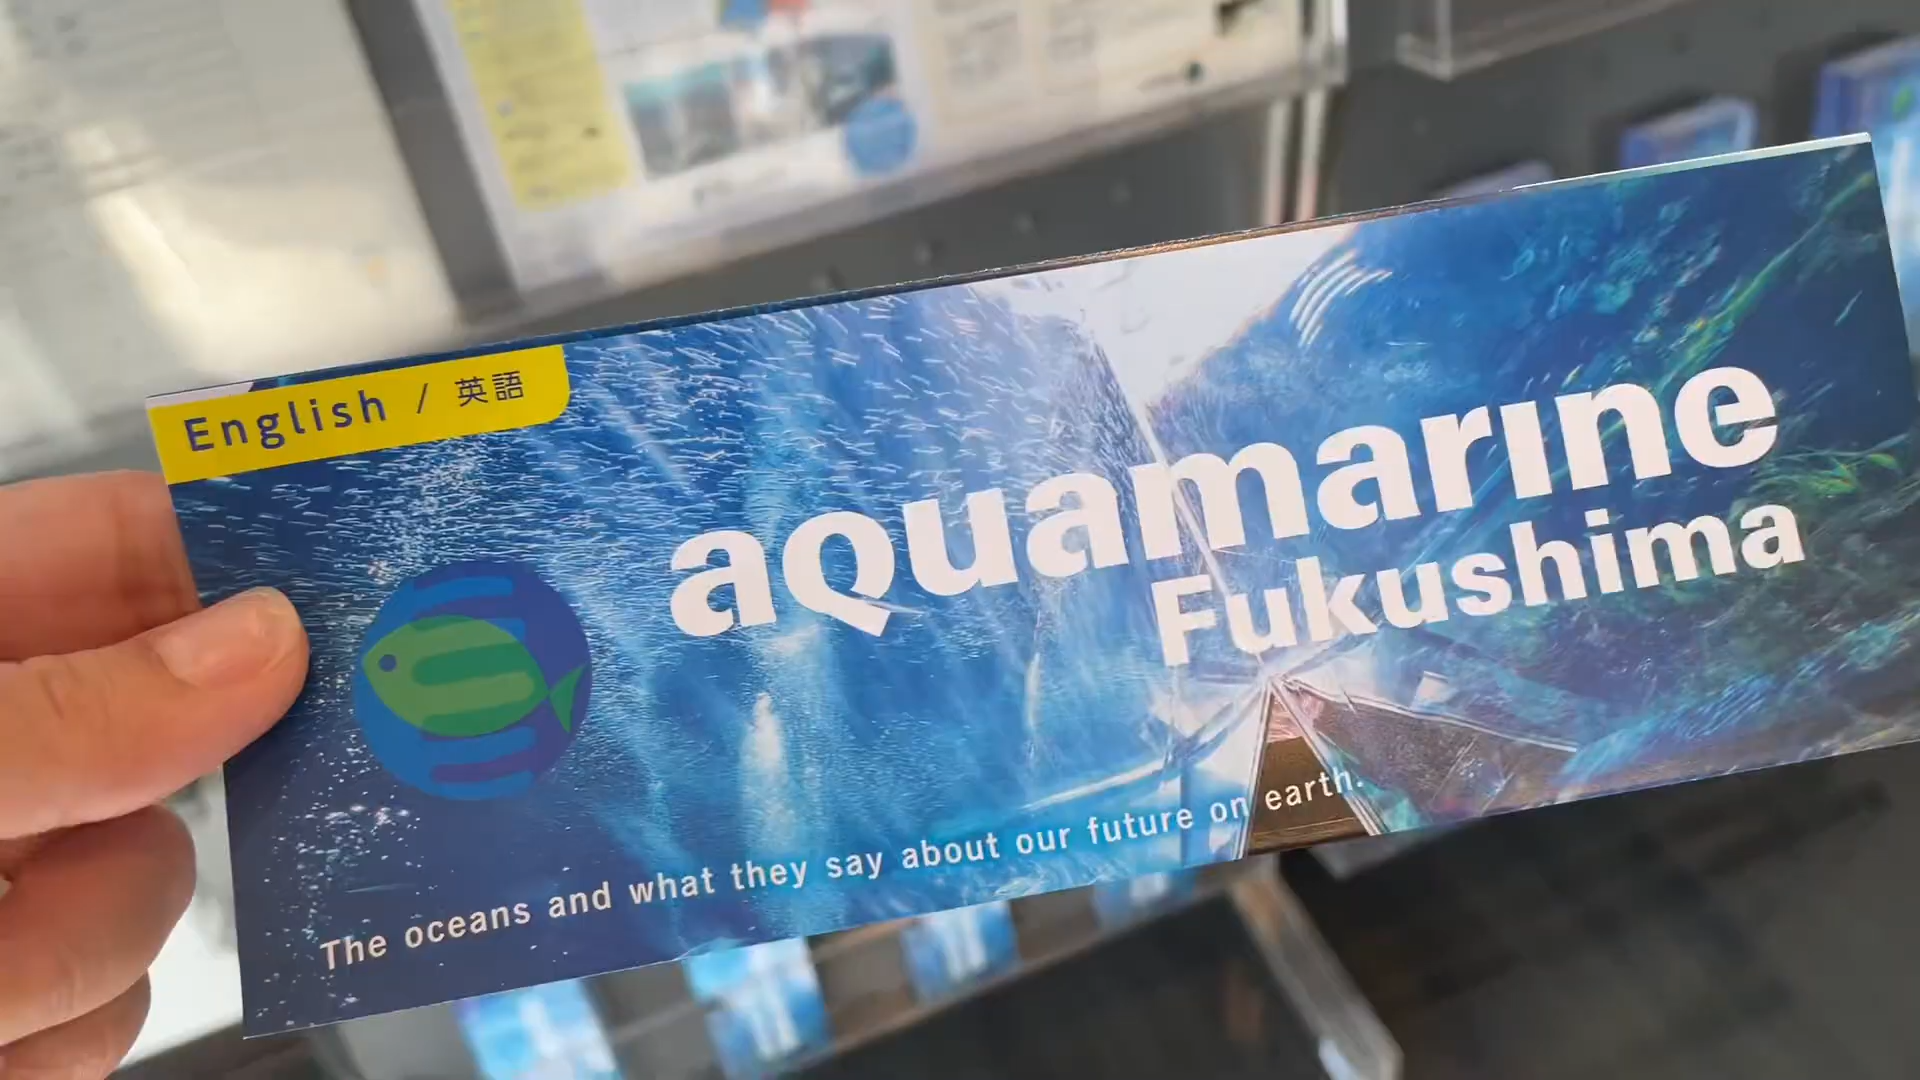 English / 英語
aquamarine
Fukushima
The oceans and what they say about our future on earth.